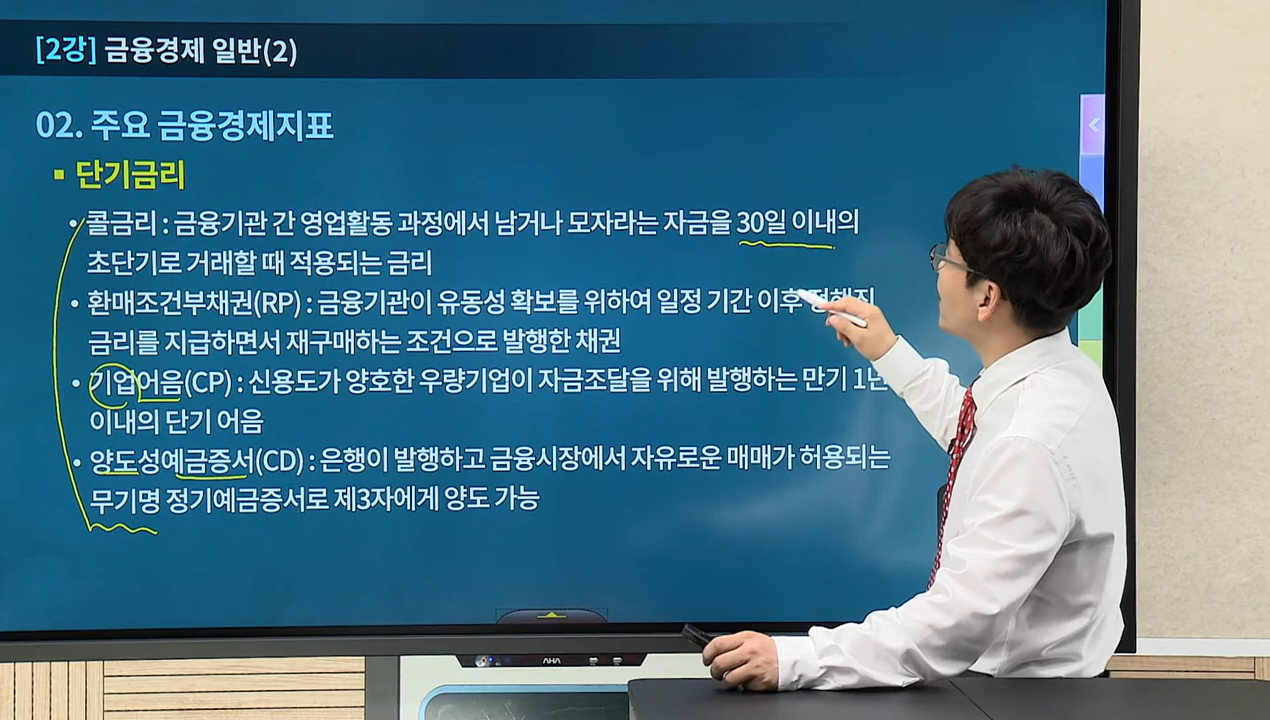 [2강] 금융경제 일반(2)
02. 주요 금융경제지표
▪ 단기금리
• 콜금리 : 금융기관 간 영업활동 과정에서 남거나 모자라는 자금을 30일 이내의
초단기로 거래할 때 적용되는 금리
• 환매조건부채권(RP) : 금융기관이 유동성 확보를 위하여 일정 기간 이후 정해진
금리를 지급하면서 재구매하는 조건으로 발행한 채권
• 기업어음(CP) : 신용도가 양호한 우량기업이 자금조달을 위해 발행하는 만기 1년
이내의 단기 어음
• 양도성예금증서(CD) : 은행이 발행하고 금융시장에서 자유로운 매매가 허용되는
무기명 정기예금증서로 제3자에게 양도 가능
AHA